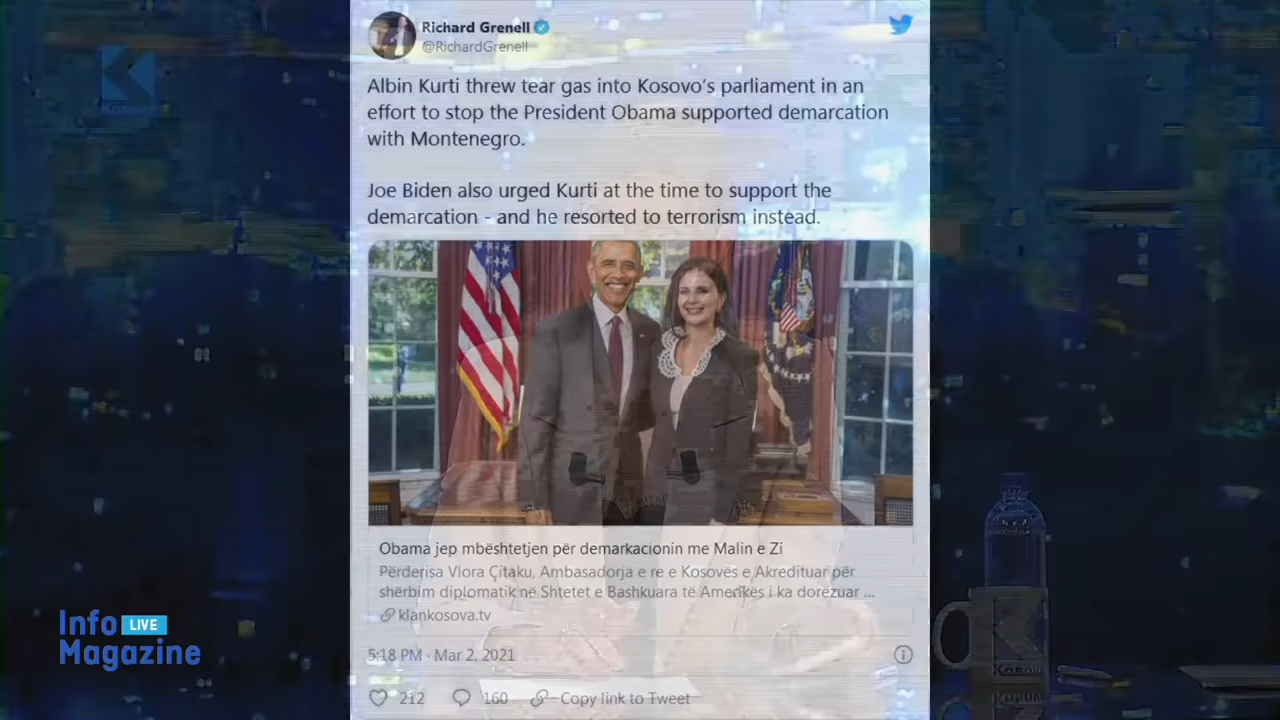 Richard Grenell
@RichardGrenell
Albin Kurti threw tear gas into Kosovo's parliament in an
effort to stop the President Obama supported demarcation
with Montenegro.
Joe Biden also urged Kurti at the time to support the
demarcation - and he resorted to terrorism instead.
Obama jep mbështetjen për demarkacionin me Malin e Zi
Përderisa Vlora Çitaku, Ambasadorja e re e Kosovës e Akredituar për
shërbim diplomatik në Shtetet e Bashkuara të Amerikës i ka dorëzuar ...
klankosova.tv
5:18 PM · Mar 2, 2021
212 160 Copy link to Tweet
Info LIVE
Magazine